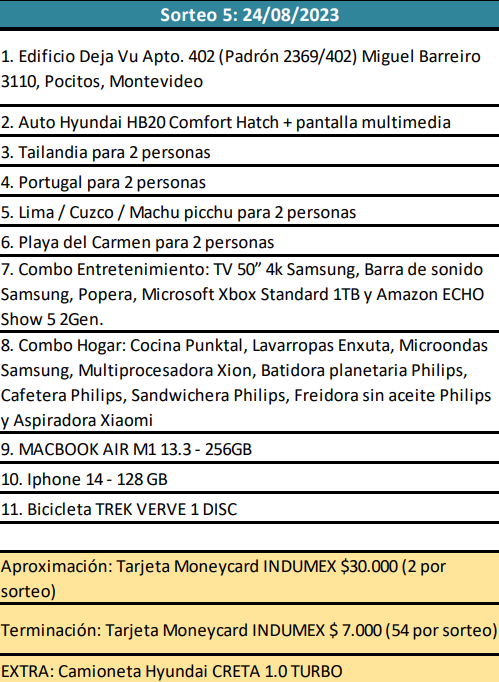 Sorteo 5: 24/08/2023
1. Edificio Deja Vu Apto. 402 (Padrón 2369/402) Miguel Barreiro
3110, Pocitos, Montevideo
2. Auto Hyundai HB20 Comfort Hatch + pantalla multimedia
3. Tailandia para 2 personas
4. Portugal para 2 personas
5. Lima / Cuzco / Machu picchu para 2 personas
6. Playa del Carmen para 2 personas
7. Combo Entretenimiento: TV 50” 4k Samsung, Barra de sonido
Samsung, Popera, Microsoft Xbox Standard 1TB y Amazon ECHO
Show 5 2Gen.
8. Combo Hogar: Cocina Punktal, Lavarropas Enxuta, Microondas
Samsung, Multiprocesadora Xion, Batidora planetaria Philips,
Cafetera Philips, Sandwichera Philips, Freidora sin aceite Philips
y Aspiradora Xiaomi
9. MACBOOK AIR M1 13.3 - 256GB
10. Iphone 14 - 128 GB
11. Bicicleta TREK VERVE 1 DISC
Aproximación: Tarjeta Moneycard INDUMEX $30.000 (2 por
sorteo)
Terminación: Tarjeta Moneycard INDUMEX $ 7.000 (54 por sorteo)
EXTRA: Camioneta Hyundai CRETA 1.0 TURBO